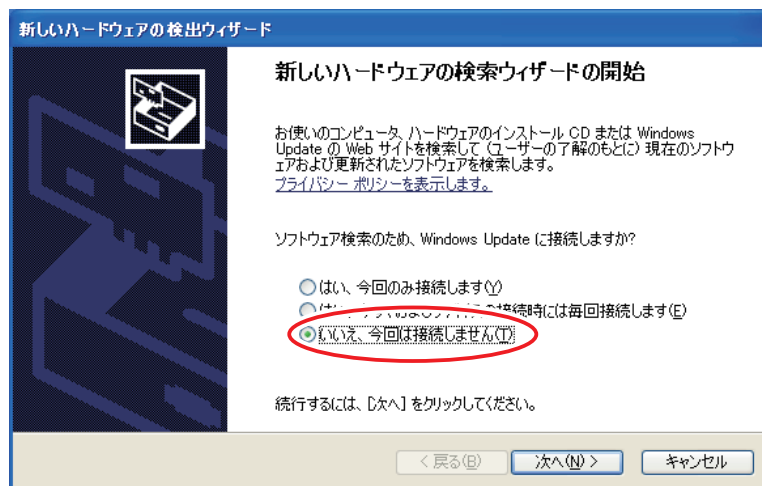 新しいハードウェアの検出ウィザード
新しいハードウェアの検索ウィザードの開始
お使いのコンピュータ、ハードウェアのインストール CD または Windows
Update の Web サイトを検索して (ユーザーの了解のもとに) 現在のソフトウ
ェアおよび更新されたソフトウェアを検索します。
プライバシー ポリシーを表示します。
ソフトウェア検索のため、Windows Update に接続しますか?
はい、今回のみ接続します(Y)
接続時には毎回接続します(E)
いいえ、今回は接続しません(T)
続行するには、[次へ] をクリックしてください。
< 戻る(B)
次へ(N) >
キャンセル